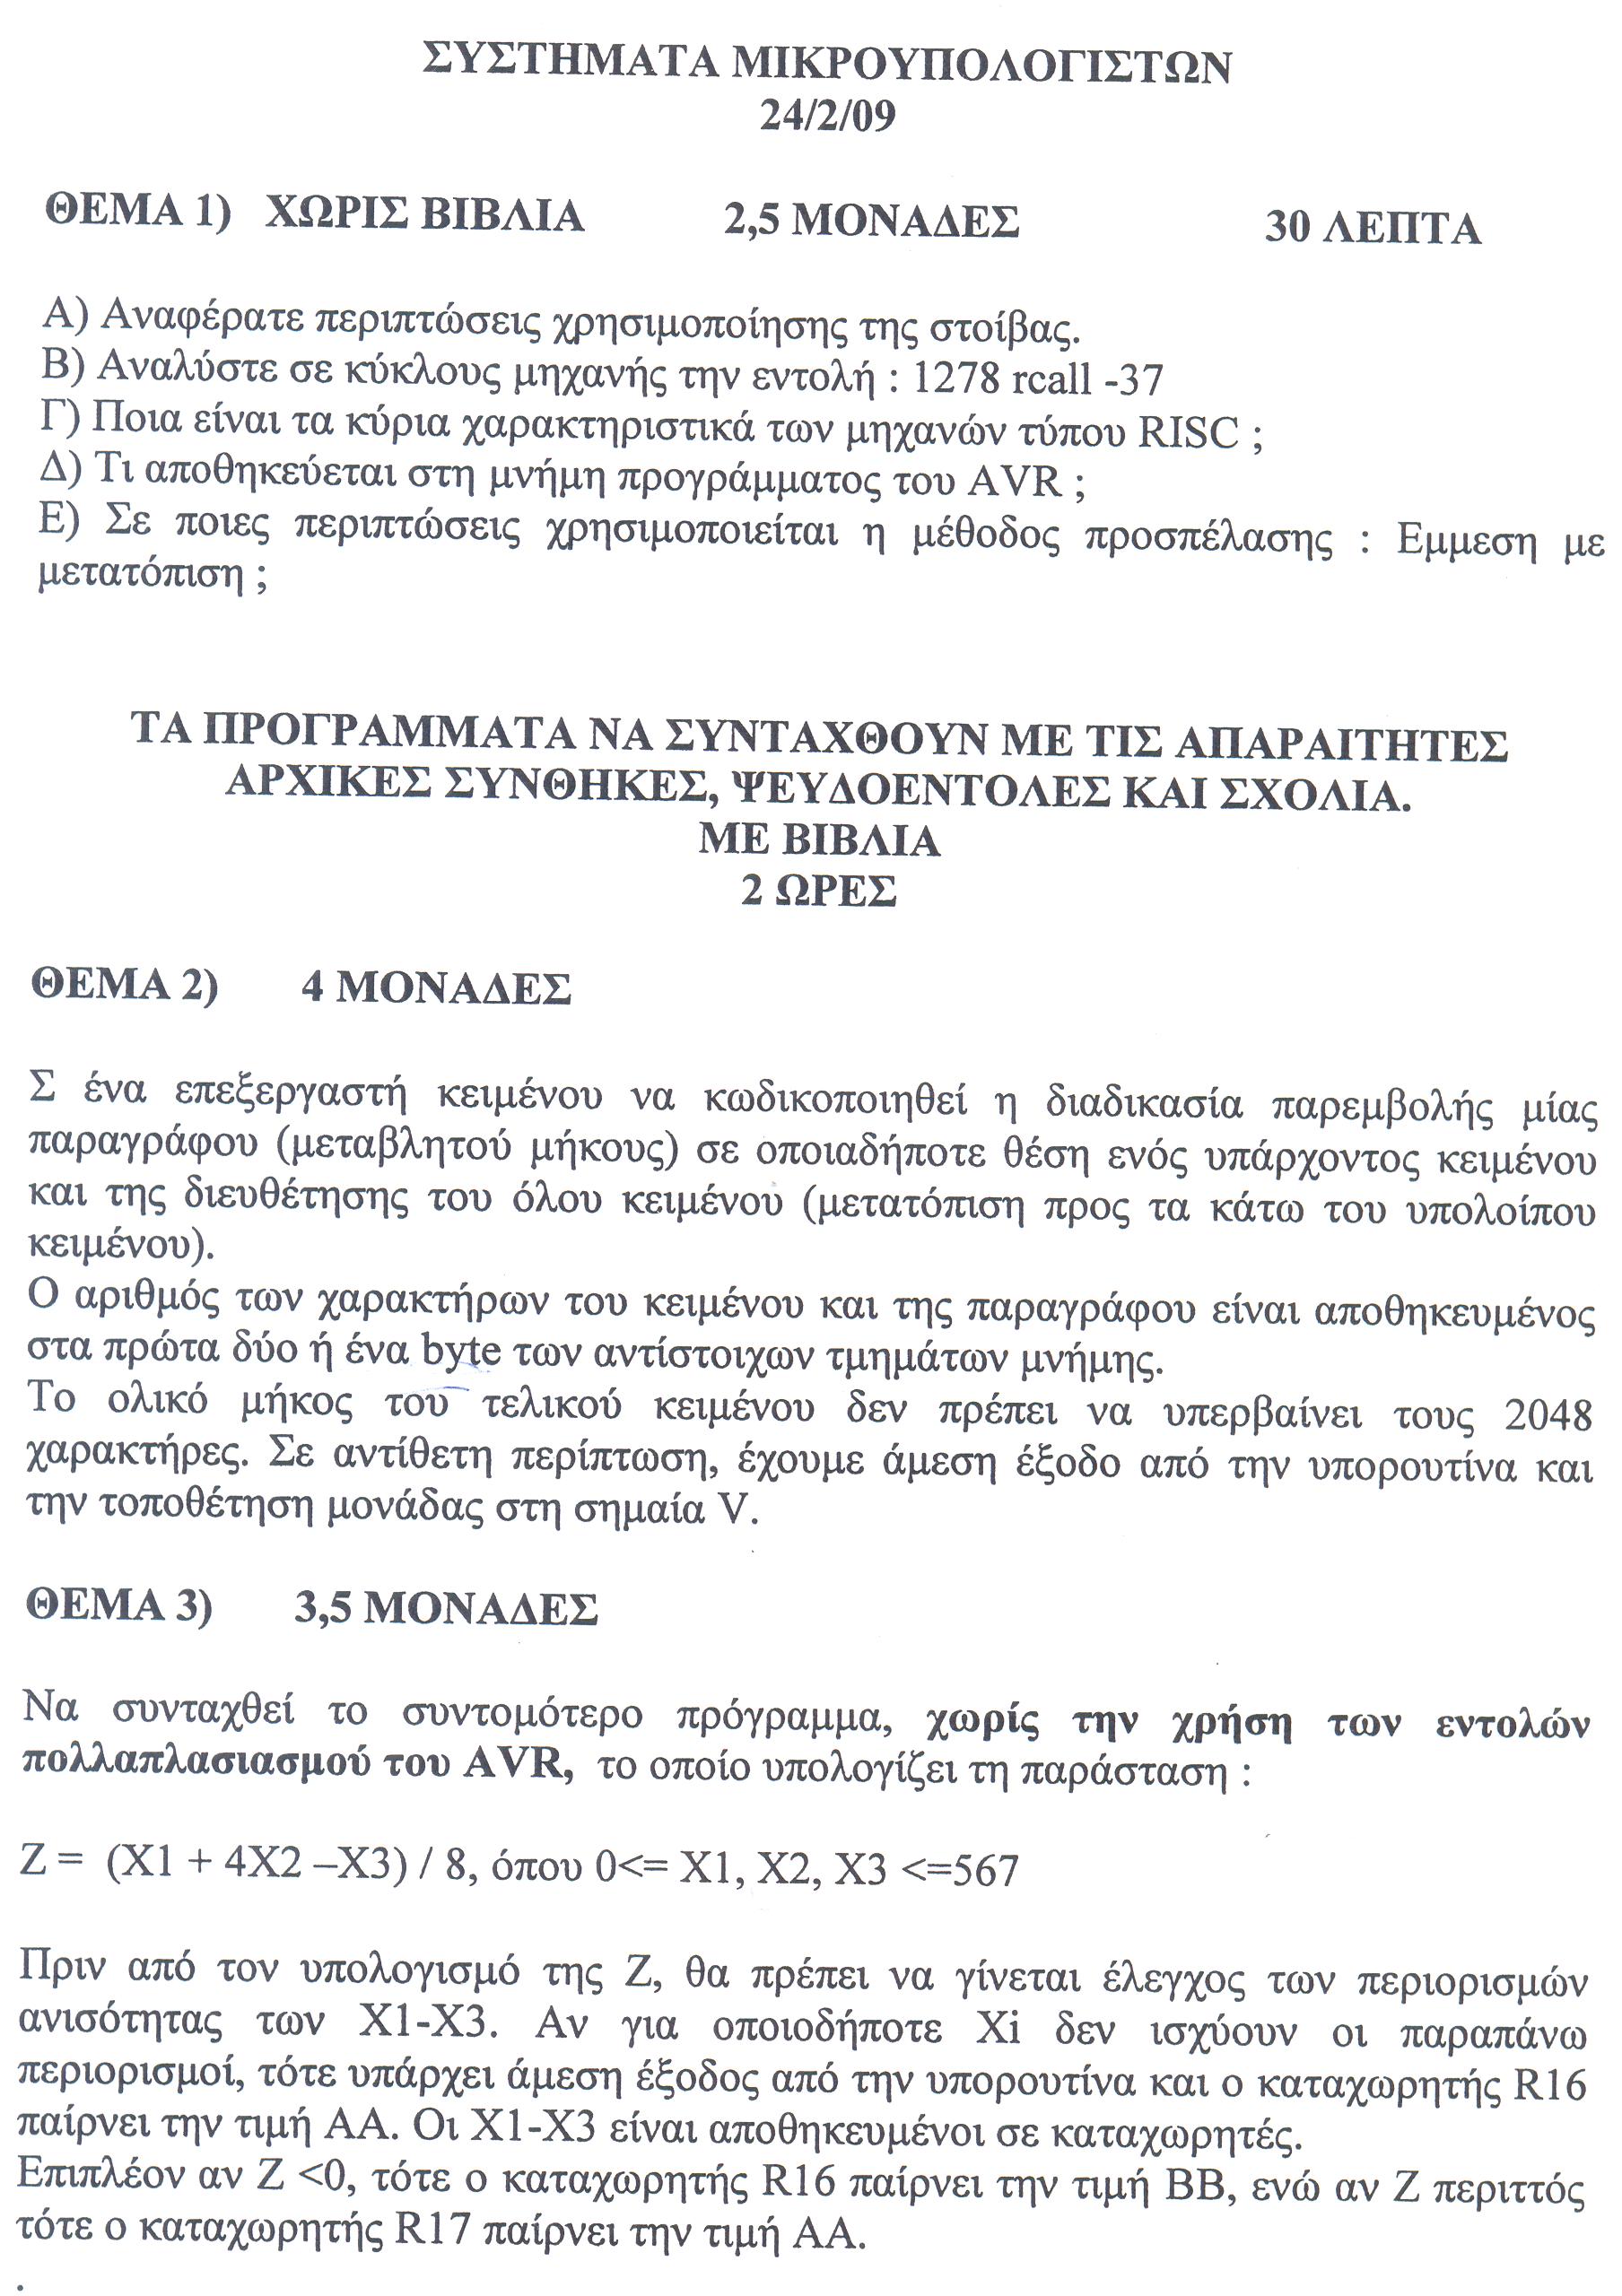 ΣΥΣΤΗΜΑΤΑ ΜΙΚΡΟΥΠΟΛΟΓΙΣΤΩΝ
24/2/09
ΘΕΜΑ 1) ΧΩΡΙΣ ΒΙΒΛΙΑ 2,5 ΜΟΝΑΔΕΣ 30 ΛΕΠΤΑ
Α) Αναφέρατε περιπτώσεις χρησιμοποίησης της στοίβας.
Β) Αναλύστε σε κύκλους μηχανής την εντολή : 1278 rcall -37
Γ) Ποια είναι τα κύρια χαρακτηριστικά των μηχανών τύπου RISC ;
Δ) Τι αποθηκεύεται στη μνήμη προγράμματος του AVR ;
Ε) Σε ποιες περιπτώσεις χρησιμοποιείται η μέθοδος προσπέλασης : Εμμεση με
μετατόπιση ;
ΤΑ ΠΡΟΓΡΑΜΜΑΤΑ ΝΑ ΣΥΝΤΑΧΘΟΥΝ ΜΕ ΤΙΣ ΑΠΑΡΑΙΤΗΤΕΣ
ΑΡΧΙΚΕΣ ΣΥΝΘΗΚΕΣ, ΨΕΥΔΟΕΝΤΟΛΕΣ ΚΑΙ ΣΧΟΛΙΑ.
ΜΕ ΒΙΒΛΙΑ
2 ΩΡΕΣ
ΘΕΜΑ 2) 4 ΜΟΝΑΔΕΣ
Σ ένα επεξεργαστή κειμένου να κωδικοποιηθεί η διαδικασία παρεμβολής μίας
παραγράφου (μεταβλητού μήκους) σε οποιαδήποτε θέση ενός υπάρχοντος κειμένου
και της διευθέτησης του όλου κειμένου (μετατόπιση προς τα κάτω του υπολοίπου
κειμένου).
Ο αριθμός των χαρακτήρων του κειμένου και της παραγράφου είναι αποθηκευμένος
στα πρώτα δύο ή ένα byte των αντίστοιχων τμημάτων μνήμης.
Το ολικό μήκος του τελικού κειμένου δεν πρέπει να υπερβαίνει τους 2048
χαρακτήρες. Σε αντίθετη περίπτωση, έχουμε άμεση έξοδο από την υπορουτίνα και
την τοποθέτηση μονάδας στη σημαία V.
ΘΕΜΑ 3) 3,5 ΜΟΝΑΔΕΣ
Να συνταχθεί το συντομότερο πρόγραμμα, χωρίς την χρήση των εντολών
πολλαπλασιασμού του AVR, το οποίο υπολογίζει τη παράσταση :
Z = (X1 + 4X2 –X3) / 8, όπου 0<= X1, X2, X3 <=567
Πριν από τον υπολογισμό της Ζ, θα πρέπει να γίνεται έλεγχος των περιορισμών
ανισότητας των X1-X3. Αν για οποιοδήποτε Xi δεν ισχύουν οι παραπάνω
περιορισμοί, τότε υπάρχει άμεση έξοδος από την υπορουτίνα και ο καταχωρητής R16
παίρνει την τιμή AA. Οι X1-X3 είναι αποθηκευμένοι σε καταχωρητές.
Επιπλέον αν Z <0, τότε ο καταχωρητής R16 παίρνει την τιμή BB, ενώ αν Z περιττός
τότε ο καταχωρητής R17 παίρνει την τιμή AA.
.